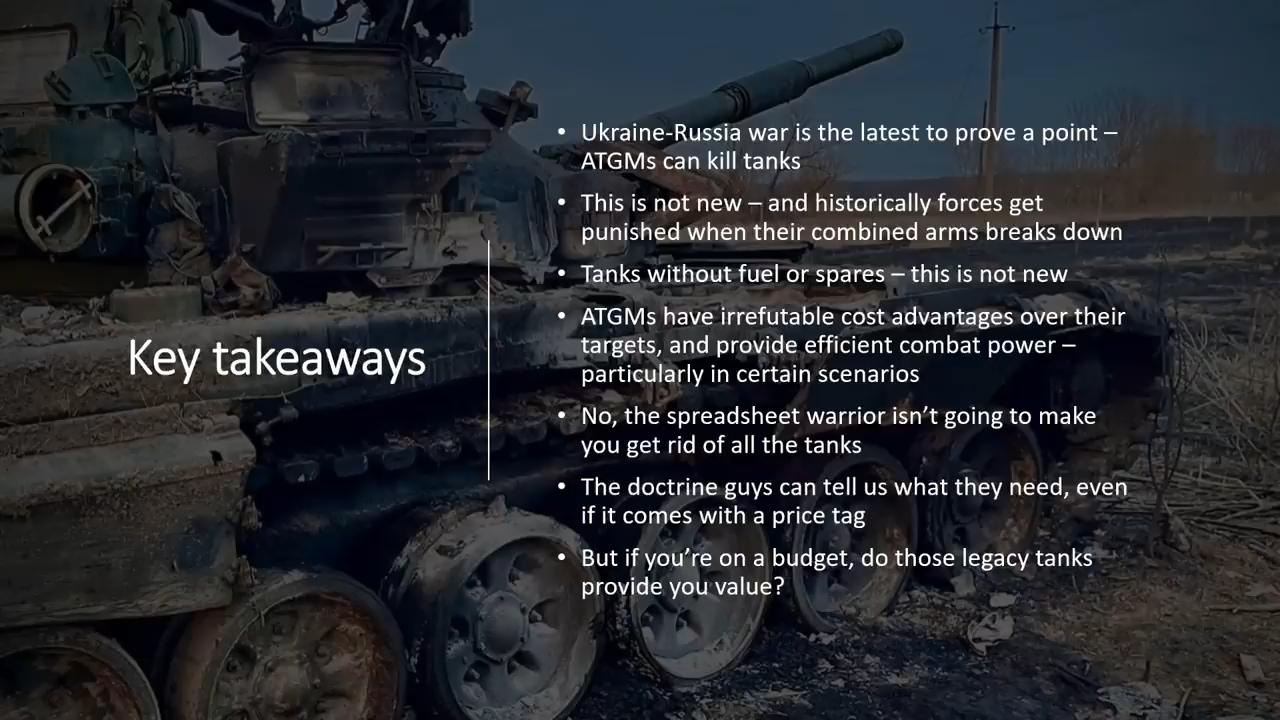 Key takeaways
• Ukraine-Russia war is the latest to prove a point –
ATGMs can kill tanks
• This is not new – and historically forces get
punished when their combined arms breaks down
• Tanks without fuel or spares – this is not new
• ATGMs have irrefutable cost advantages over their
targets, and provide efficient combat power –
particularly in certain scenarios
• No, the spreadsheet warrior isn’t going to make
you get rid of all the tanks
• The doctrine guys can tell us what they need, even
if it comes with a price tag
• But if you’re on a budget, do those legacy tanks
provide you value?